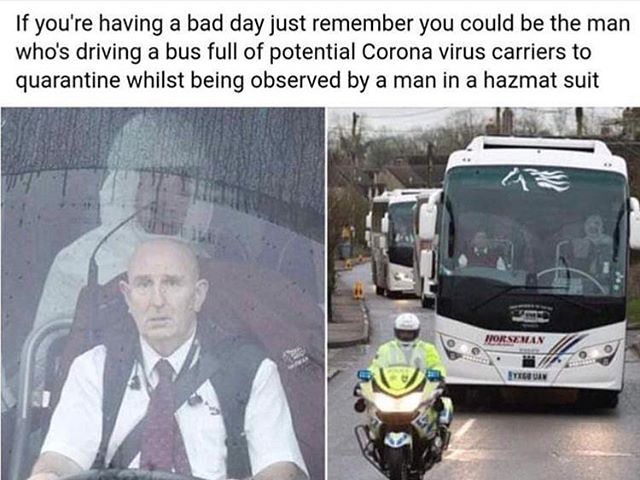 If you're having a bad day just remember you could be the man
who's driving a bus full of potential Corona virus carriers to
quarantine whilst being observed by a man in a hazmat suit
HORSEMAN